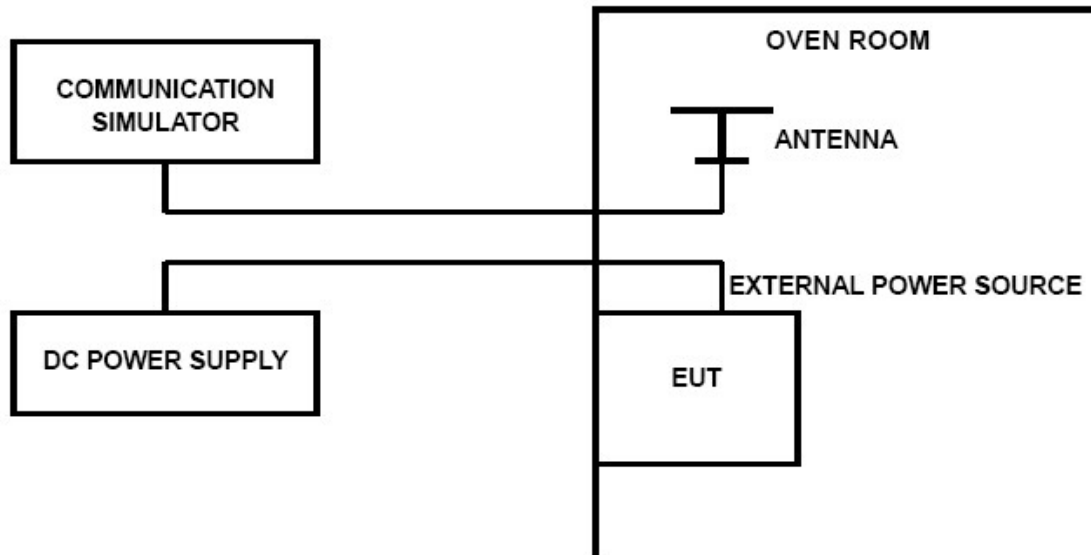 OVEN ROOM
COMMUNICATION
SIMULATOR
ANTENNA
EXTERNAL POWER SOURCE
DC POWER SUPPLY
EUT